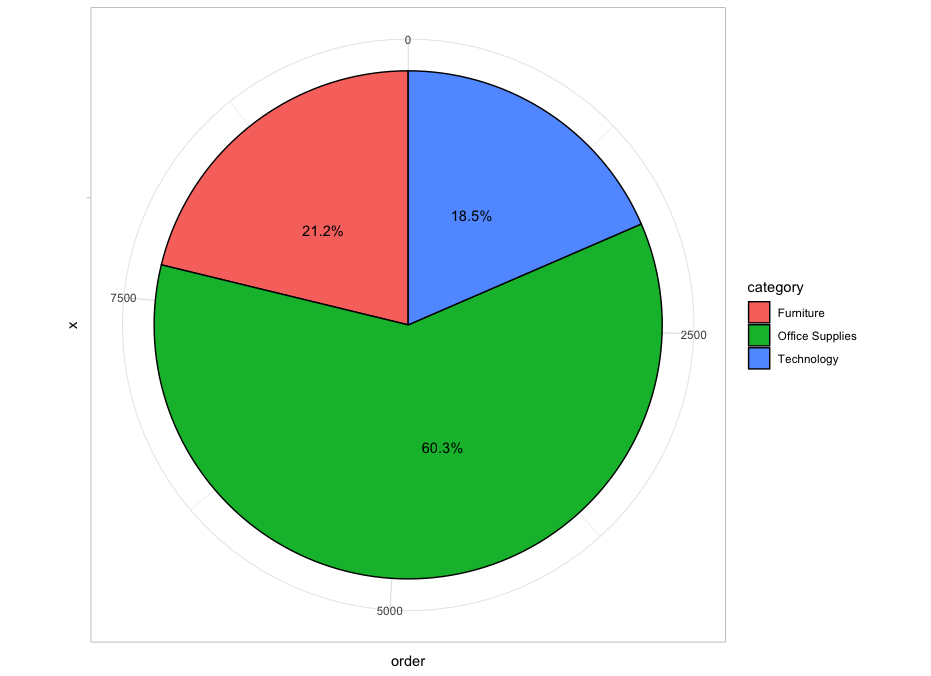 0
18.5%
21.2%
7500
x
2500
60.3%
5000
order
category
Furniture
Office Supplies
Technology